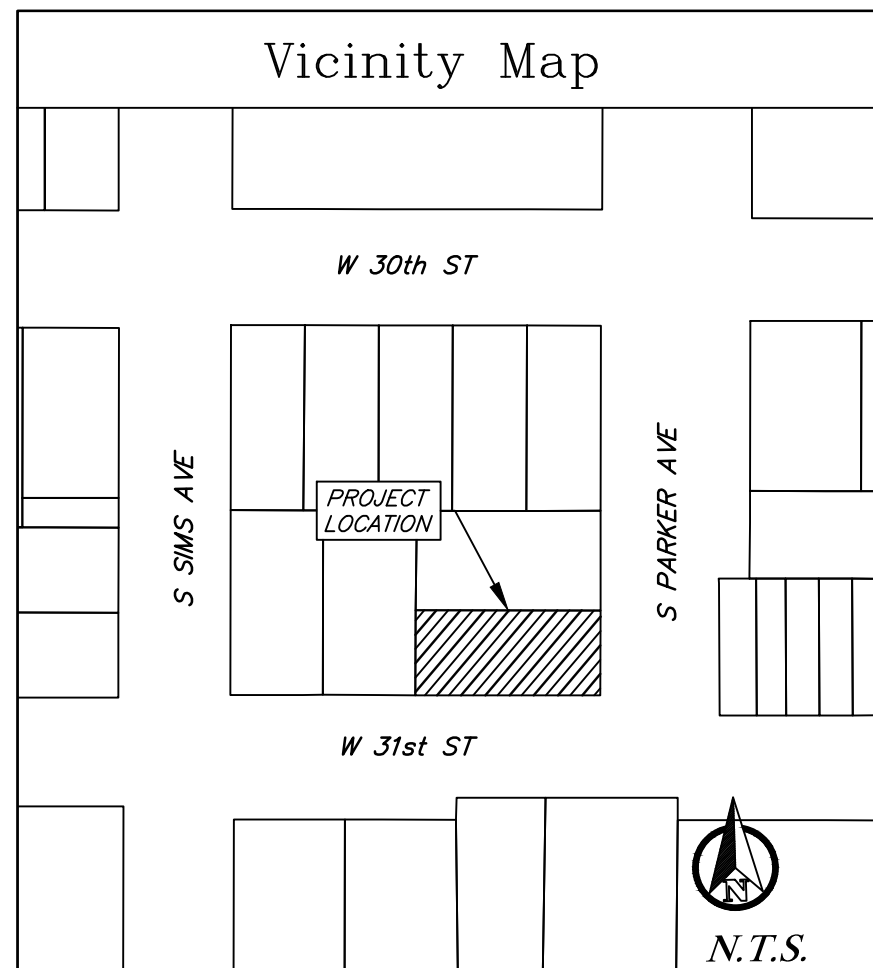 Vicinity Map
W 30th ST
S SIMS AVE
PROJECT
LOCATION
S PARKER AVE
W 31st ST
N
N.T.S.